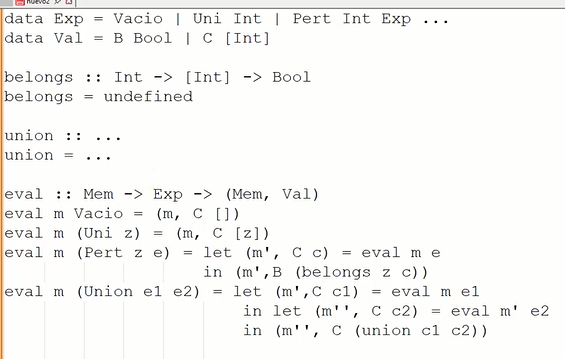 nuevo2
data Exp = Vacio | Uni Int | Pert Int Exp ...
data Val = B Bool | C [Int]
belongs :: Int -> [Int] -> Bool
belongs = undefined
union :: ...
union = ...
eval :: Mem -> Exp -> (Mem, Val)
eval m Vacio = (m, C [])
eval m (Uni z) = (m, C [z])
eval m (Pert z e) = let (m', C c) = eval m e
in (m',B (belongs z c))
eval m (Union e1 e2) = let (m',C c1) = eval m e1
in let (m'', C c2) = eval m' e2
in (m'', C (union c1 c2))